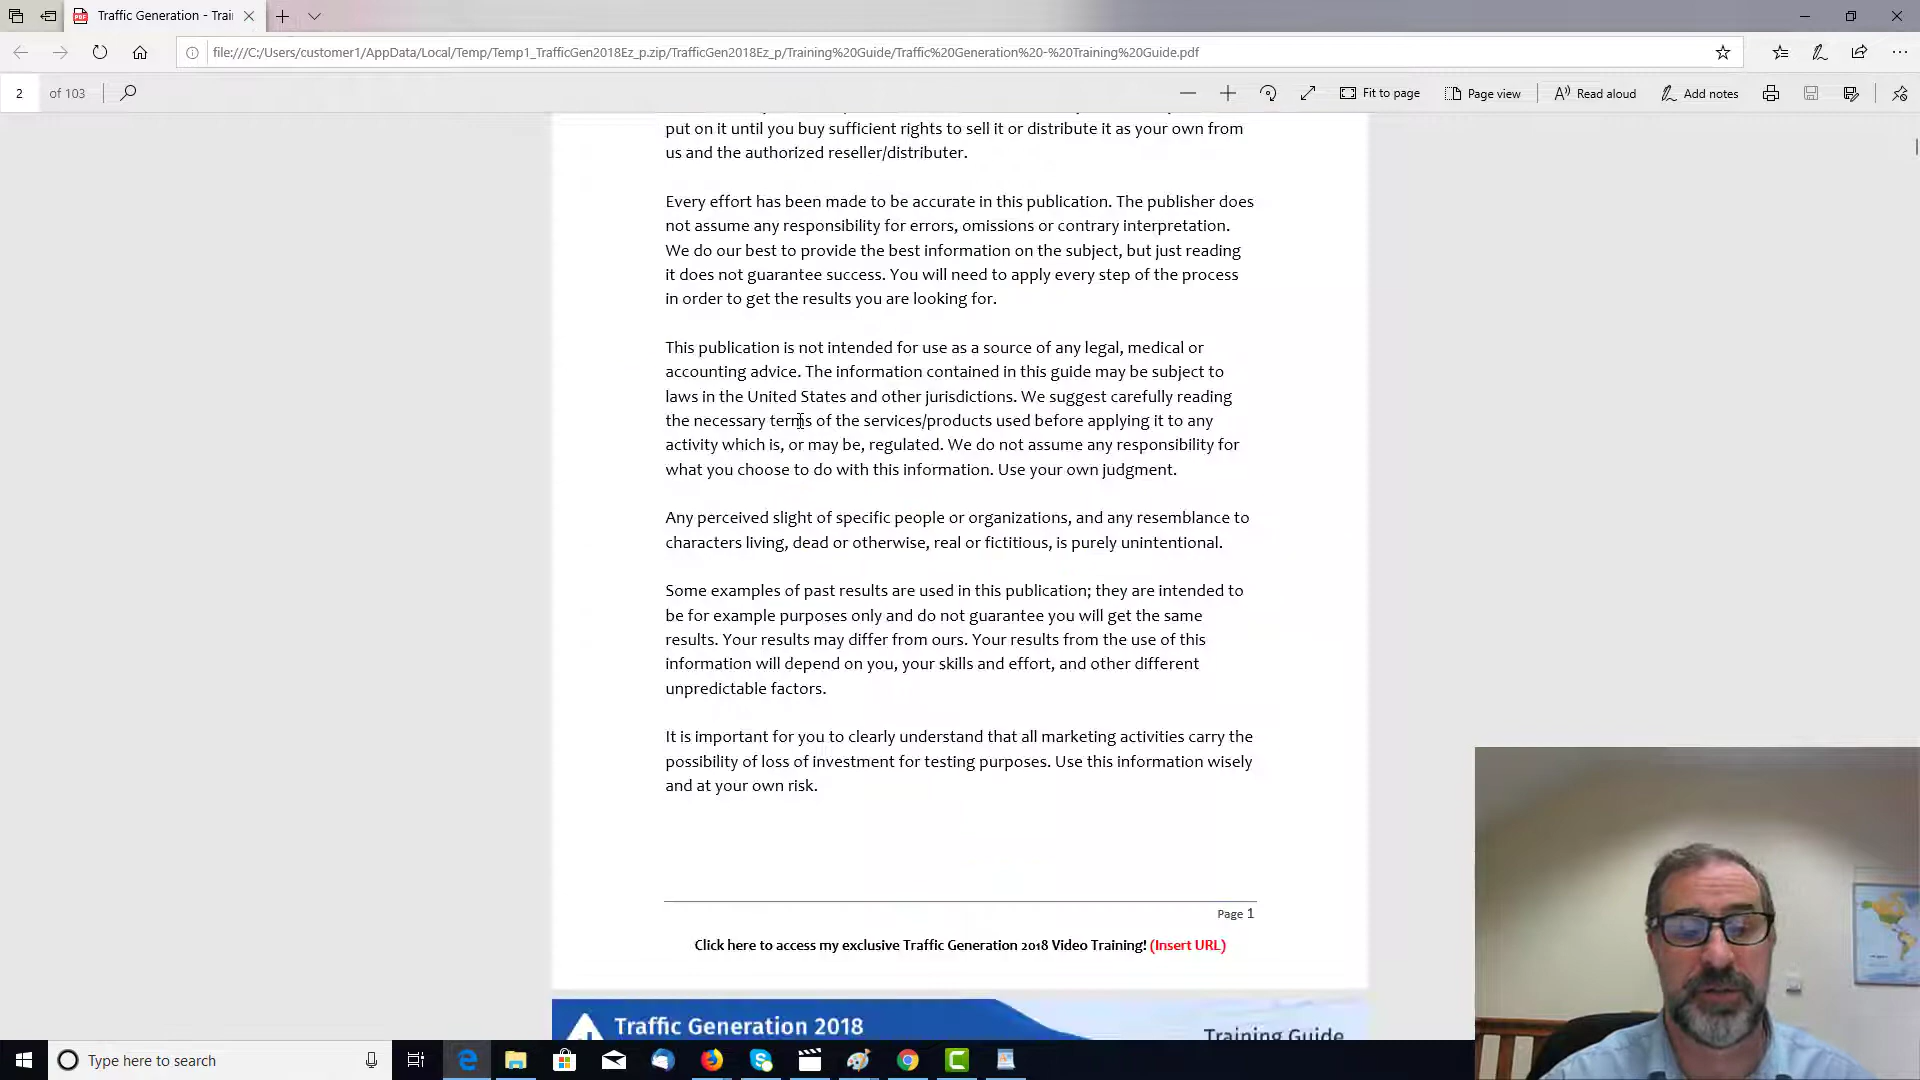 Traffic Generation - Trai
file:///C:/Users/customer1/AppData/Local/Temp/Temp1_TrafficGen2018Ez_p.zip/TrafficGen2018Ez_p/Training%20Guide/Traffic%20Generation%20-%20Training%20Guide.pdf
2 of 103 Fit to page Page view Read aloud Add notes
put on it until you buy sufficient rights to sell it or distribute it as your own from
us and the authorized reseller/distributer.
Every effort has been made to be accurate in this publication. The publisher does
not assume any responsibility for errors, omissions or contrary interpretation.
We do our best to provide the best information on the subject, but just reading
it does not guarantee success. You will need to apply every step of the process
in order to get the results you are looking for.
This publication is not intended for use as a source of any legal, medical or
accounting advice. The information contained in this guide may be subject to
laws in the United States and other jurisdictions. We suggest carefully reading
the necessary terms of the services/products used before applying it to any
activity which is, or may be, regulated. We do not assume any responsibility for
what you choose to do with this information. Use your own judgment.
Any perceived slight of specific people or organizations, and any resemblance to
characters living, dead or otherwise, real or fictitious, is purely unintentional.
Some examples of past results are used in this publication; they are intended to
be for example purposes only and do not guarantee you will get the same
results. Your results may differ from ours. Your results from the use of this
information will depend on you, your skills and effort, and other different
unpredictable factors.
It is important for you to clearly understand that all marketing activities carry the
possibility of loss of investment for testing purposes. Use this information wisely
and at your own risk.
Page 1
Click here to access my exclusive Traffic Generation 2018 Video Training! (Insert URL)
Traffic Generation 2018
Training Guide
Type here to search